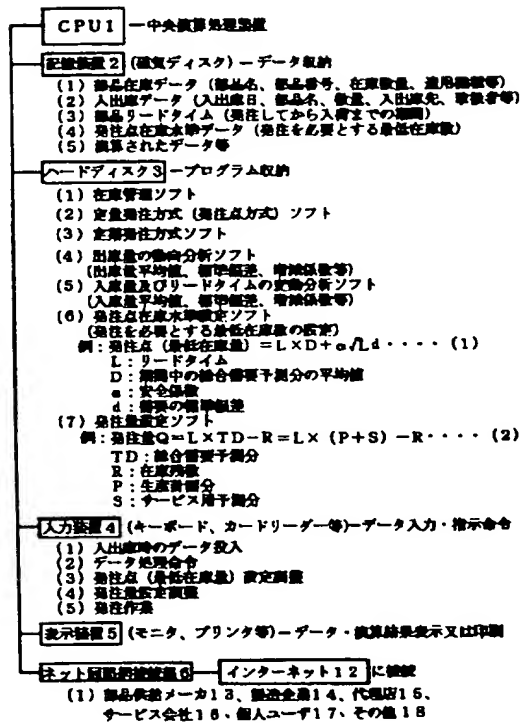 CPU1 ー中央演算処理装置
記憶装置2 (磁気ディスク) ーデータ収納
(1) 部品在庫データ (部品名、部品番号、在庫数量、適用機種等)
(2) 入出庫データ (入出庫日、部品名、数量、入出庫先、取扱者等)
(3) 部品リードタイム (発注してから入荷までの期間)
(4) 発注点在庫水準データ (発注を必要とする最低在庫数)
(5) 演算されたデータ等
ハードディスク3 ープログラム収納
(1) 在庫管理ソフト
(2) 定量発注方式 (発注点方式) ソフト
(3) 定期発注方式ソフト
(4) 出庫量の動向分析ソフト
(出庫量平均値、標準偏差、増減係数等)
(5) 入庫量及びリードタイムの変動分析ソフト
(入庫量平均値、標準偏差、増減係数等)
(6) 発注点在庫水準設定ソフト
(発注を必要とする最低在庫数の設定)
例:発注点 (最低在庫量) =L×D+α√Ld・・・・ (1)
L:リードタイム
D:期間中の総合需要予測分の平均値
α:安全係数
d:需要の標準偏差
(7) 発注量設定ソフト
例:発注量Q=L×TD−R=L× (P+S) −R・・・・ (2)
TD:総合需要予測分
R:在庫残数
P:生産計画分
S:サービス用予測分
入力装置4 (キーボード、カードリーダー等)ーデータ入力・指示命令
(1) 入出庫時のデータ投入
(2) データ処理命令
(3) 発注点 (最低在庫量) 設定調整
(4) 発注量設定調整
(5) 発注作業
表示装置5 (モニタ、プリンタ等)ーデータ・演算結果表示又は印刷
ネット回路網接続器6 インターネット12 に接続
(1) 部品供給メーカ13、製造企業14、代理店15、
サービス会社16、個人ユーザ17、その他18